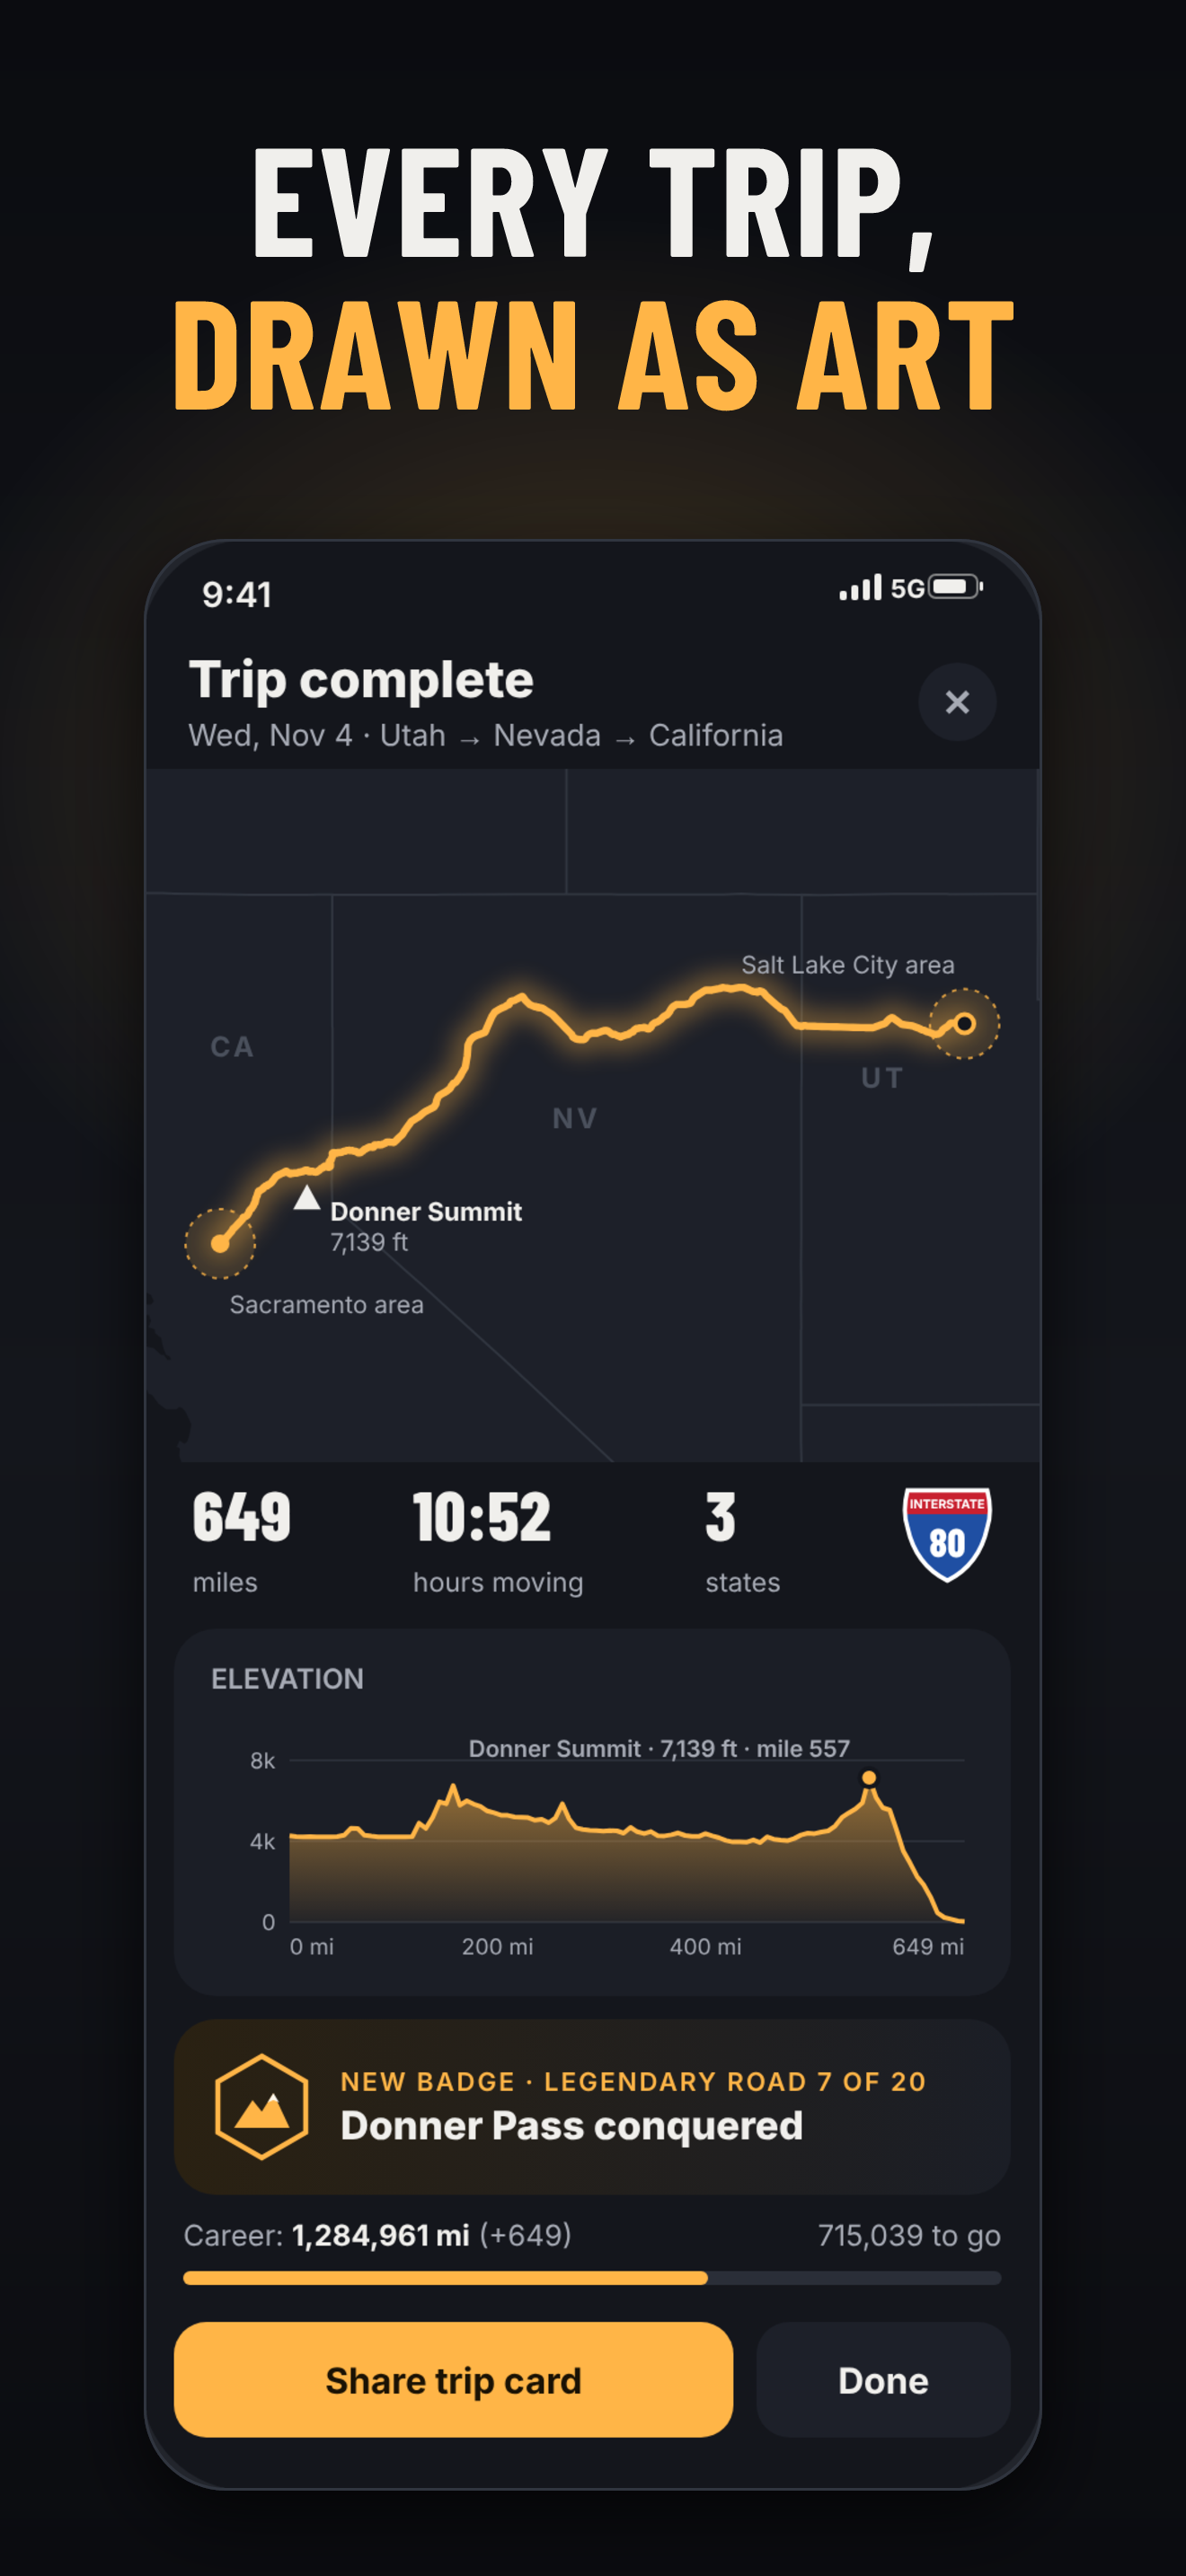 EVERY TRIP,
DRAWN AS ART
9:41
5G
Trip complete
Wed, Nov 4 · Utah → Nevada → California
Salt Lake City area
CA
UT
NV
Donner Summit
7,139 ft
Sacramento area
649
miles
10:52
hours moving
3
states
INTERSTATE
80
ELEVATION
Donner Summit · 7,139 ft · mile 557
8k
4k
0
0 mi
200 mi
400 mi
649 mi
NEW BADGE · LEGENDARY ROAD 7 OF 20
Donner Pass conquered
Career: 1,284,961 mi (+649)
715,039 to go
Share trip card
Done